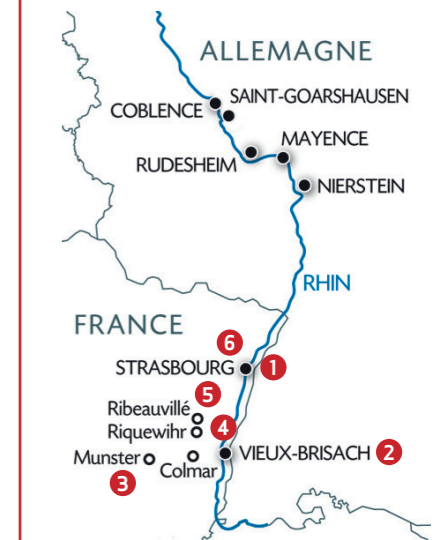 ALLEMAGNE
SAINT-GOARSHAUSEN
COBLENCE
MAYENCE
RUDESHEIM
NIERSTEIN
RHIN
FRANCE
6
STRASBOURG 1
5
Ribeauvillé
Riquewihr 4
Munster
VIEUX-BRISACH 2
Colmar
3